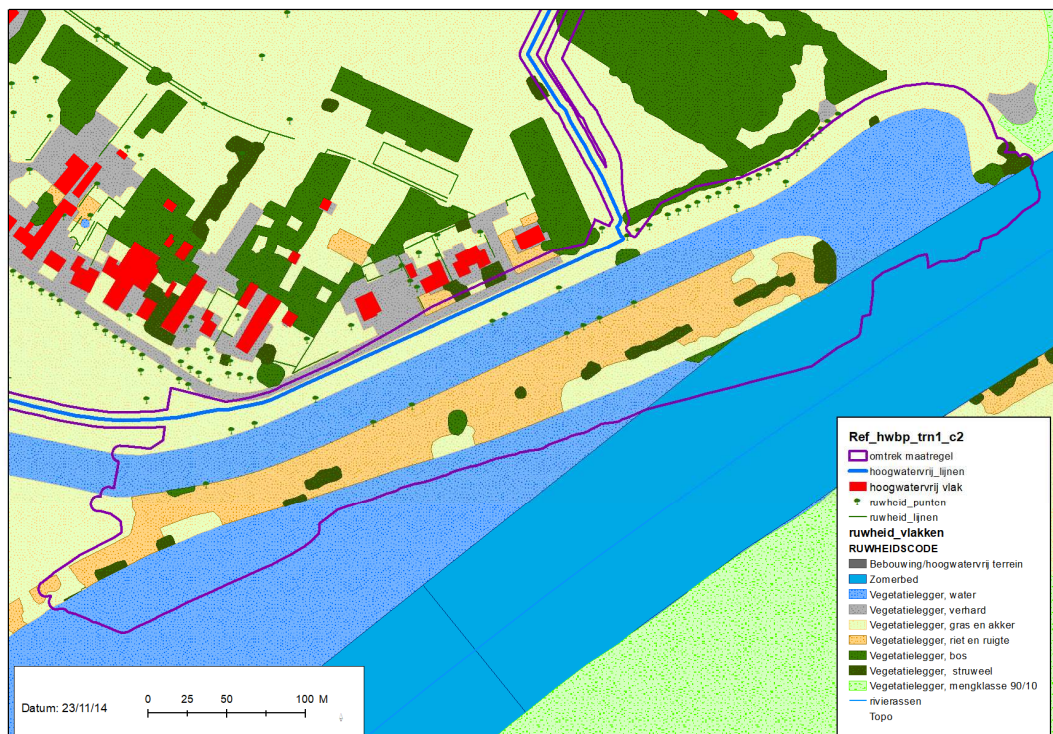 Ref_hwbp_trn1_c2
omtrek maatregel
hoogwatervrij_lijnen
hoogwatervrij vlak
ruwheid_punten
ruwheid_lijnen
ruwheid_vlakken
RUWHEIDSCODE
Bebouwing/hoogwatervrij terrein
Zomerbed
Vegetatielegger, water
Vegetatielegger, verhard
Vegetatielegger, gras en akker
Vegetatielegger, riet en ruigte
Vegetatielegger, bos
Vegetatielegger, struweel
Vegetatielegger, mengklasse 90/10
rivierassen
Topo
Datum: 23/11/14
0 25 50 100 M